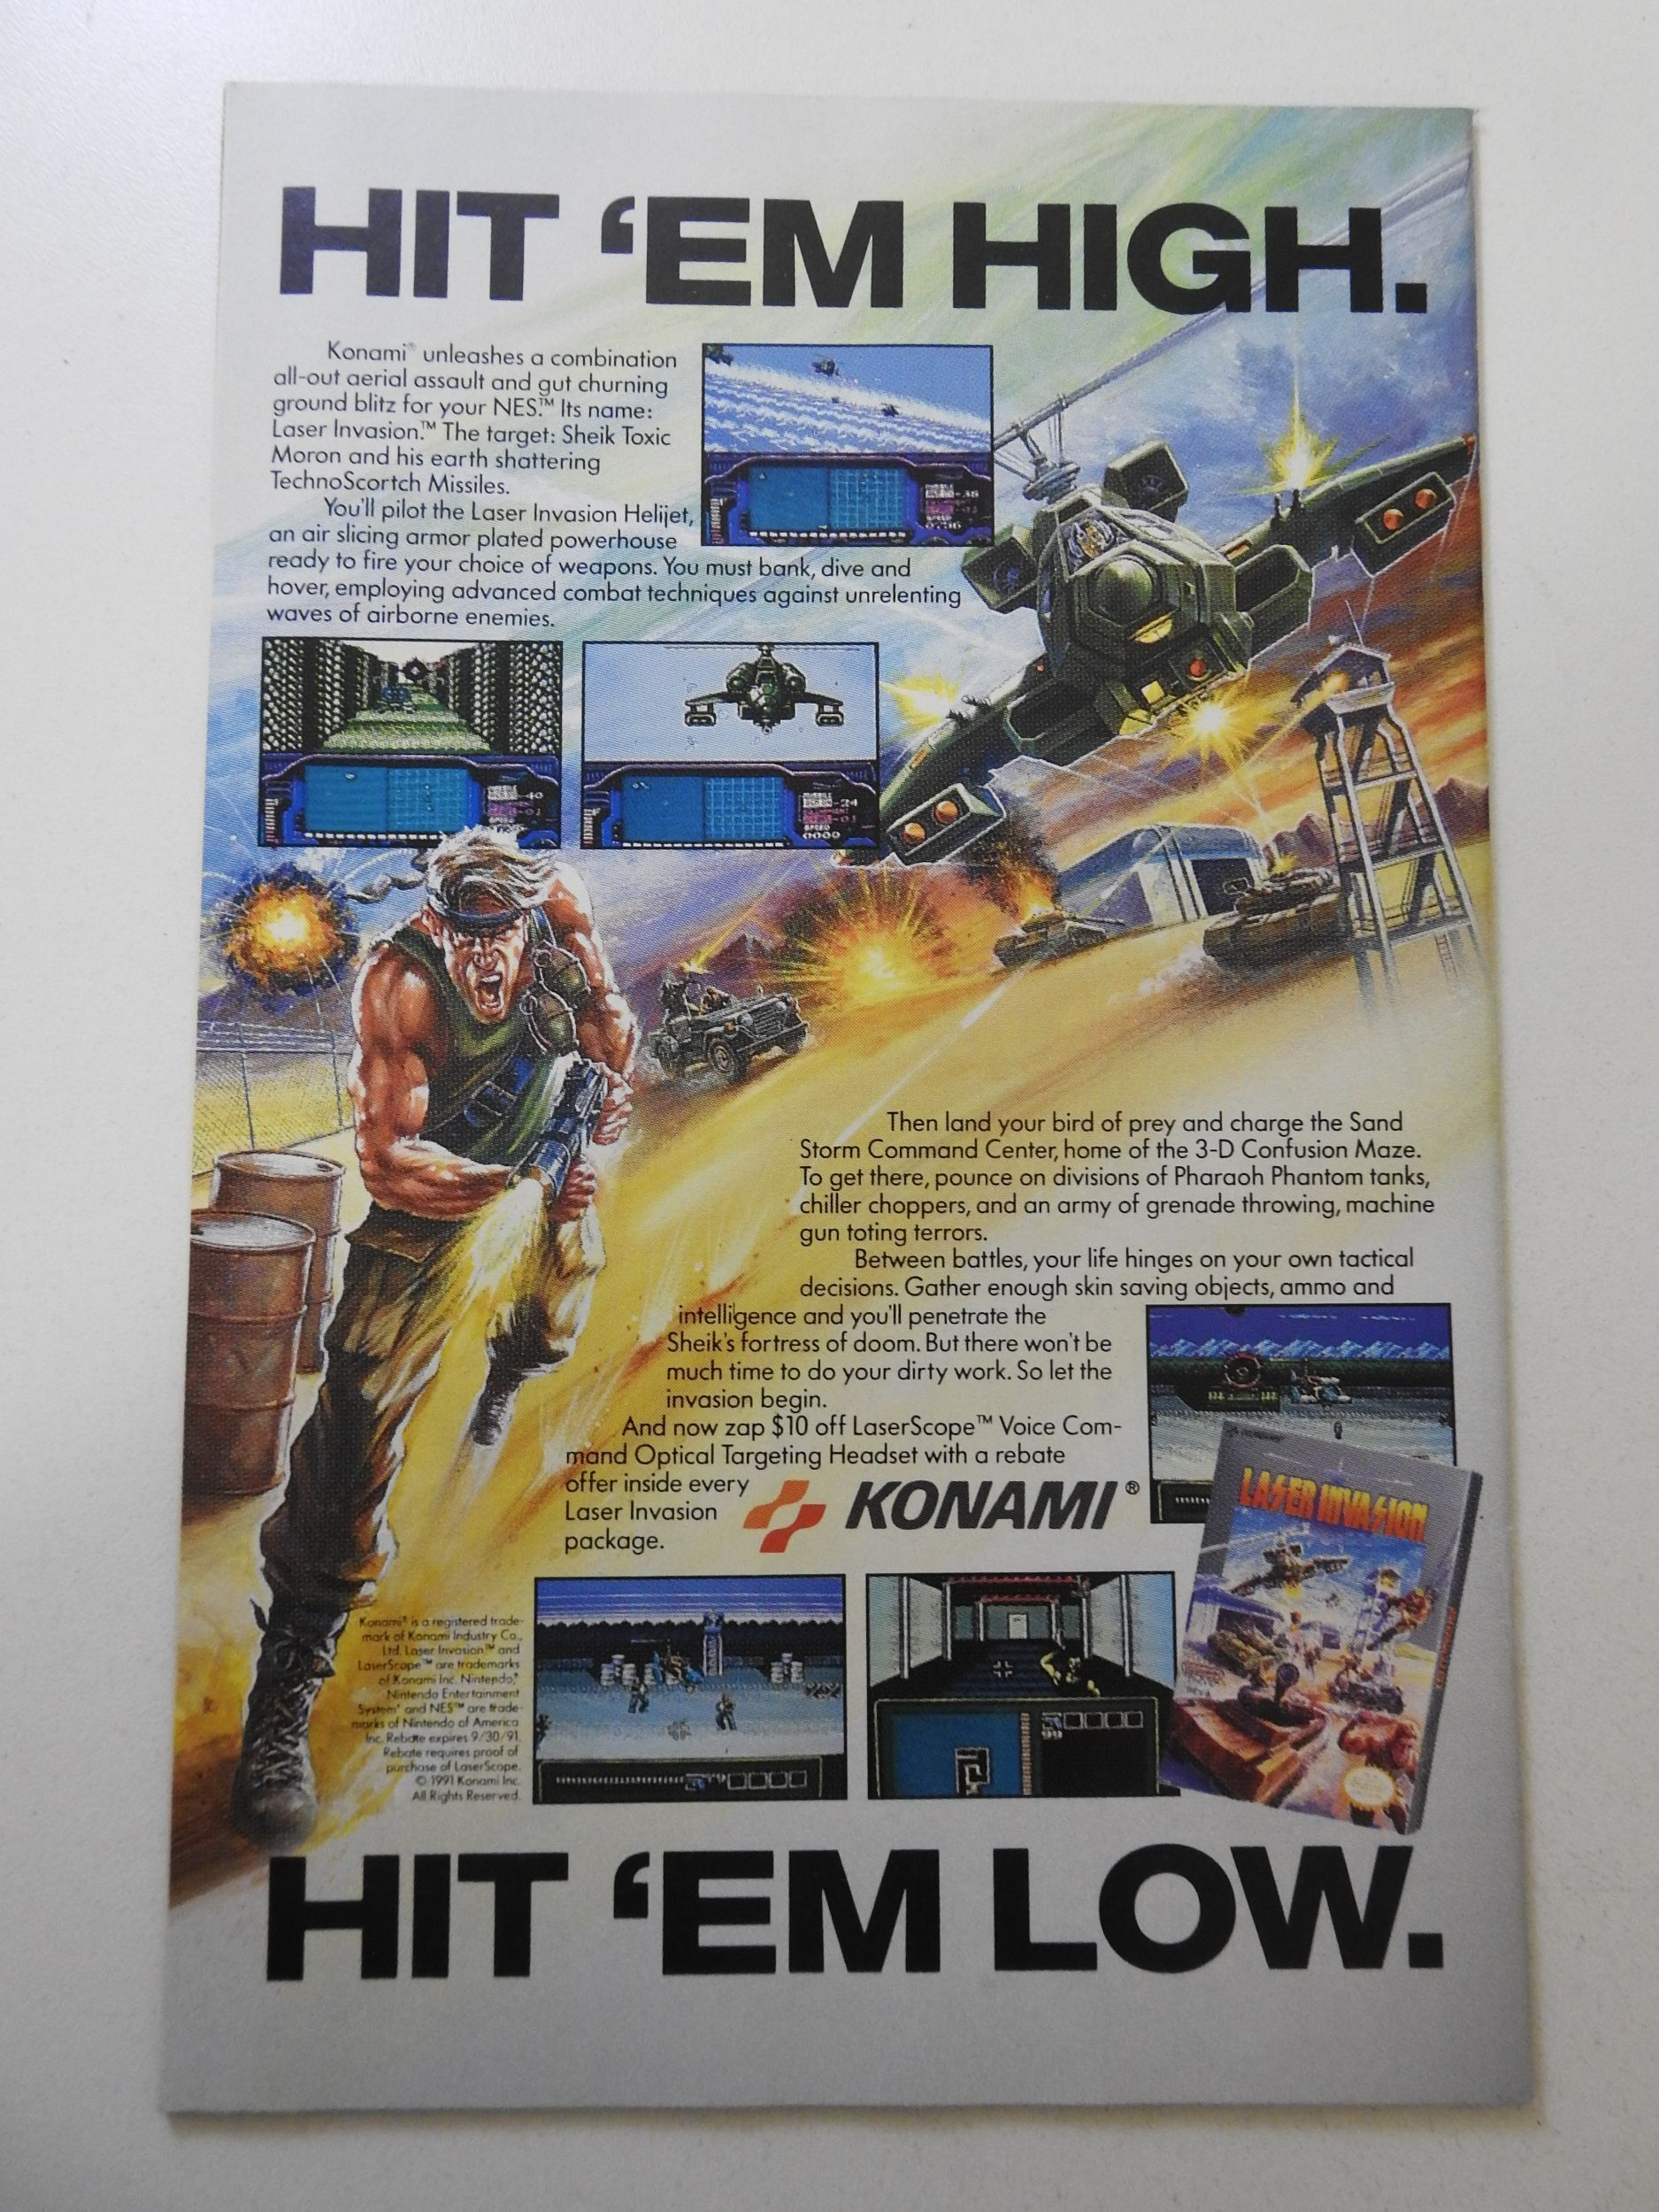 HIT ‘EM HIGH.
Konami® unleashes a combination
all-out aerial assault and gut churning
ground blitz for your NES.™ Its name:
Laser Invasion.™ The target: Sheik Toxic
Moron and his earth shattering
TechnoScortch Missiles.
You'll pilot the Laser Invasion Helijet,
an air slicing armor plated powerhouse
ready to fire your choice of weapons. You must bank, dive and
hover, employing advanced combat techniques against unrelenting
waves of airborne enemies.
Then land your bird of prey and charge the Sand
Storm Command Center, home of the 3-D Confusion Maze.
To get there, pounce on divisions of Pharaoh Phantom tanks,
chiller choppers, and an army of grenade throwing, machine
gun toting terrors.
Between battles, your life hinges on your own tactical
decisions. Gather enough skin saving objects, ammo and
intelligence and you'll penetrate the
Sheik's fortress of doom. But there won't be
much time to do your dirty work. So let the
invasion begin.
And now zap $10 off LaserScope™ Voice Com-
mand Optical Targeting Headset with a rebate
offer inside every
Laser Invasion
package.
KONAMI®
LASER INVASION
Konami® is a registered trade-
mark of Konami Industry Co.,
Ltd. Laser Invasion™ and
LaserScope™ are trademarks
of Konami Inc. Nintendo,®
Nintendo Entertainment
System® and NES™ are trade-
marks of Nintendo of America
Inc. Rebate expires 9/30/91.
Rebate requires proof of
purchase of LaserScope.
© 1991 Konami Inc.
All Rights Reserved.
HIT ‘EM LOW.